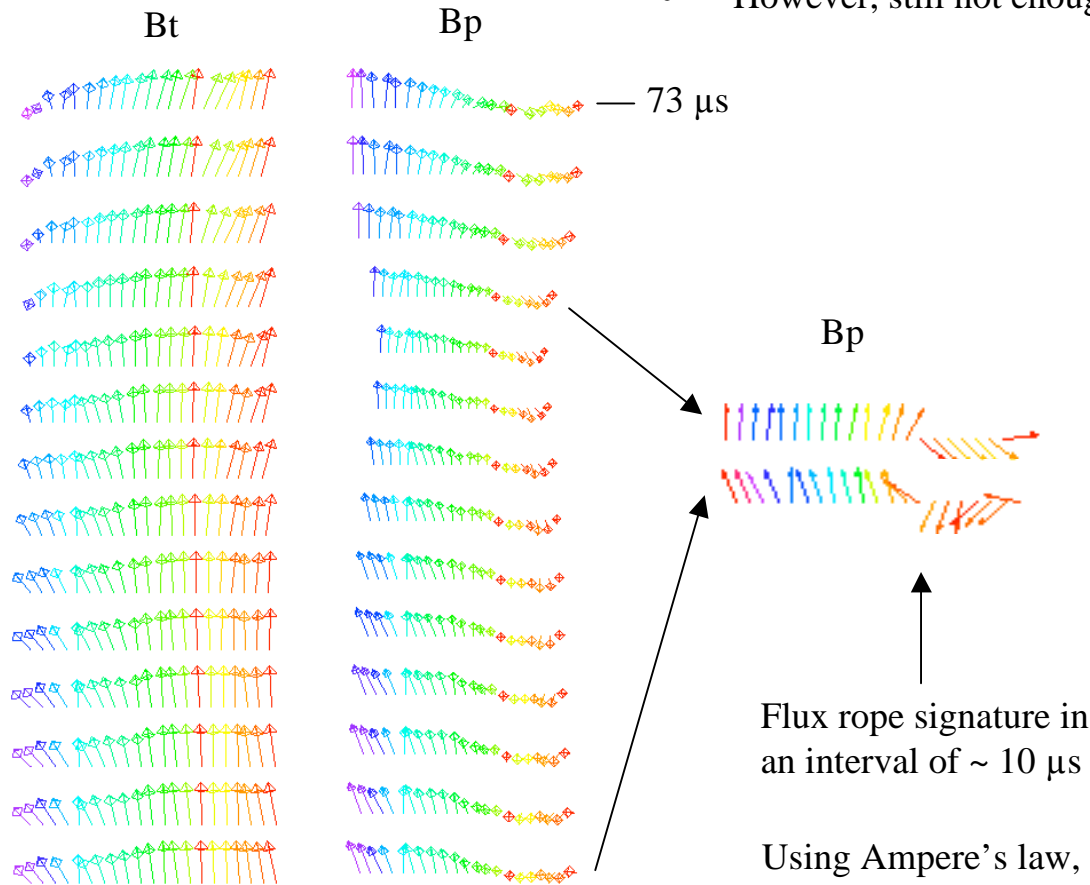 However, still not
Bt
Bp
73 µs
Bp
Flux rope signature in
an interval of ~ 10 µs
Using Ampere’s law,